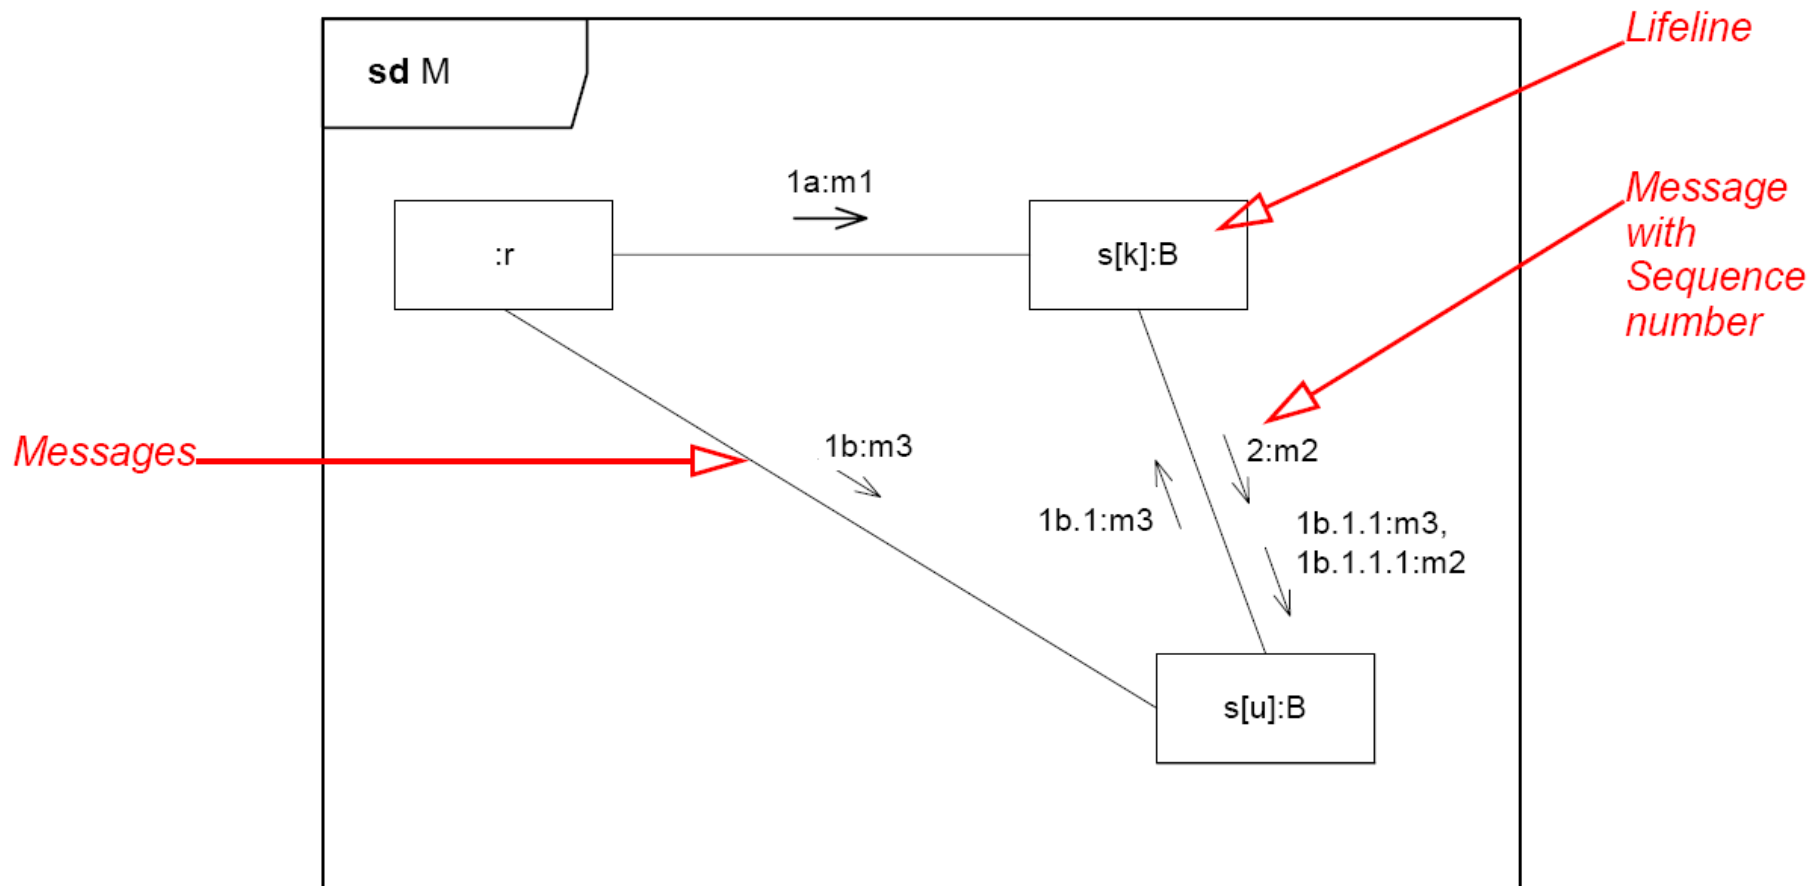 Lifeline
sd M
1a:m1
Message
with
Sequence
number
:r
s[k]:B
Messages
1b:m3
2:m2
1b.1:m3
1b.1.1:m3,
1b.1.1.1:m2
s[u]:B